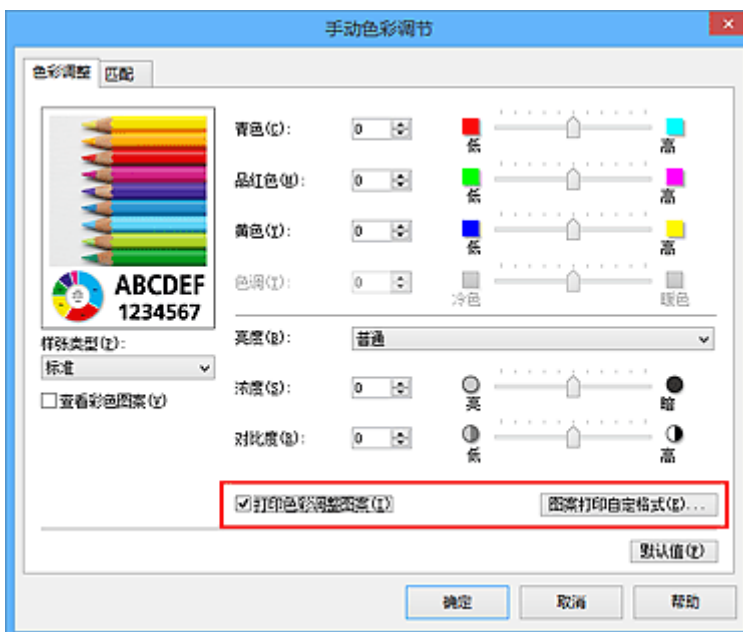 手动色彩调节
色彩调整 匹配
青色(C): 0 低 高
品红色(M): 0 低 高
黄色(Y): 0 低 高
色调(T): 0 冷色 暖色
ABCDEF
1234567
样张类型(P):
标准
查看彩色图案(V)
亮度(B): 普通
浓度(S): 0 亮 暗
对比度(R): 0 低 高
打印色彩调整图案(I) 图案打印自定格式(E)...
默认值(F)
确定 取消 帮助